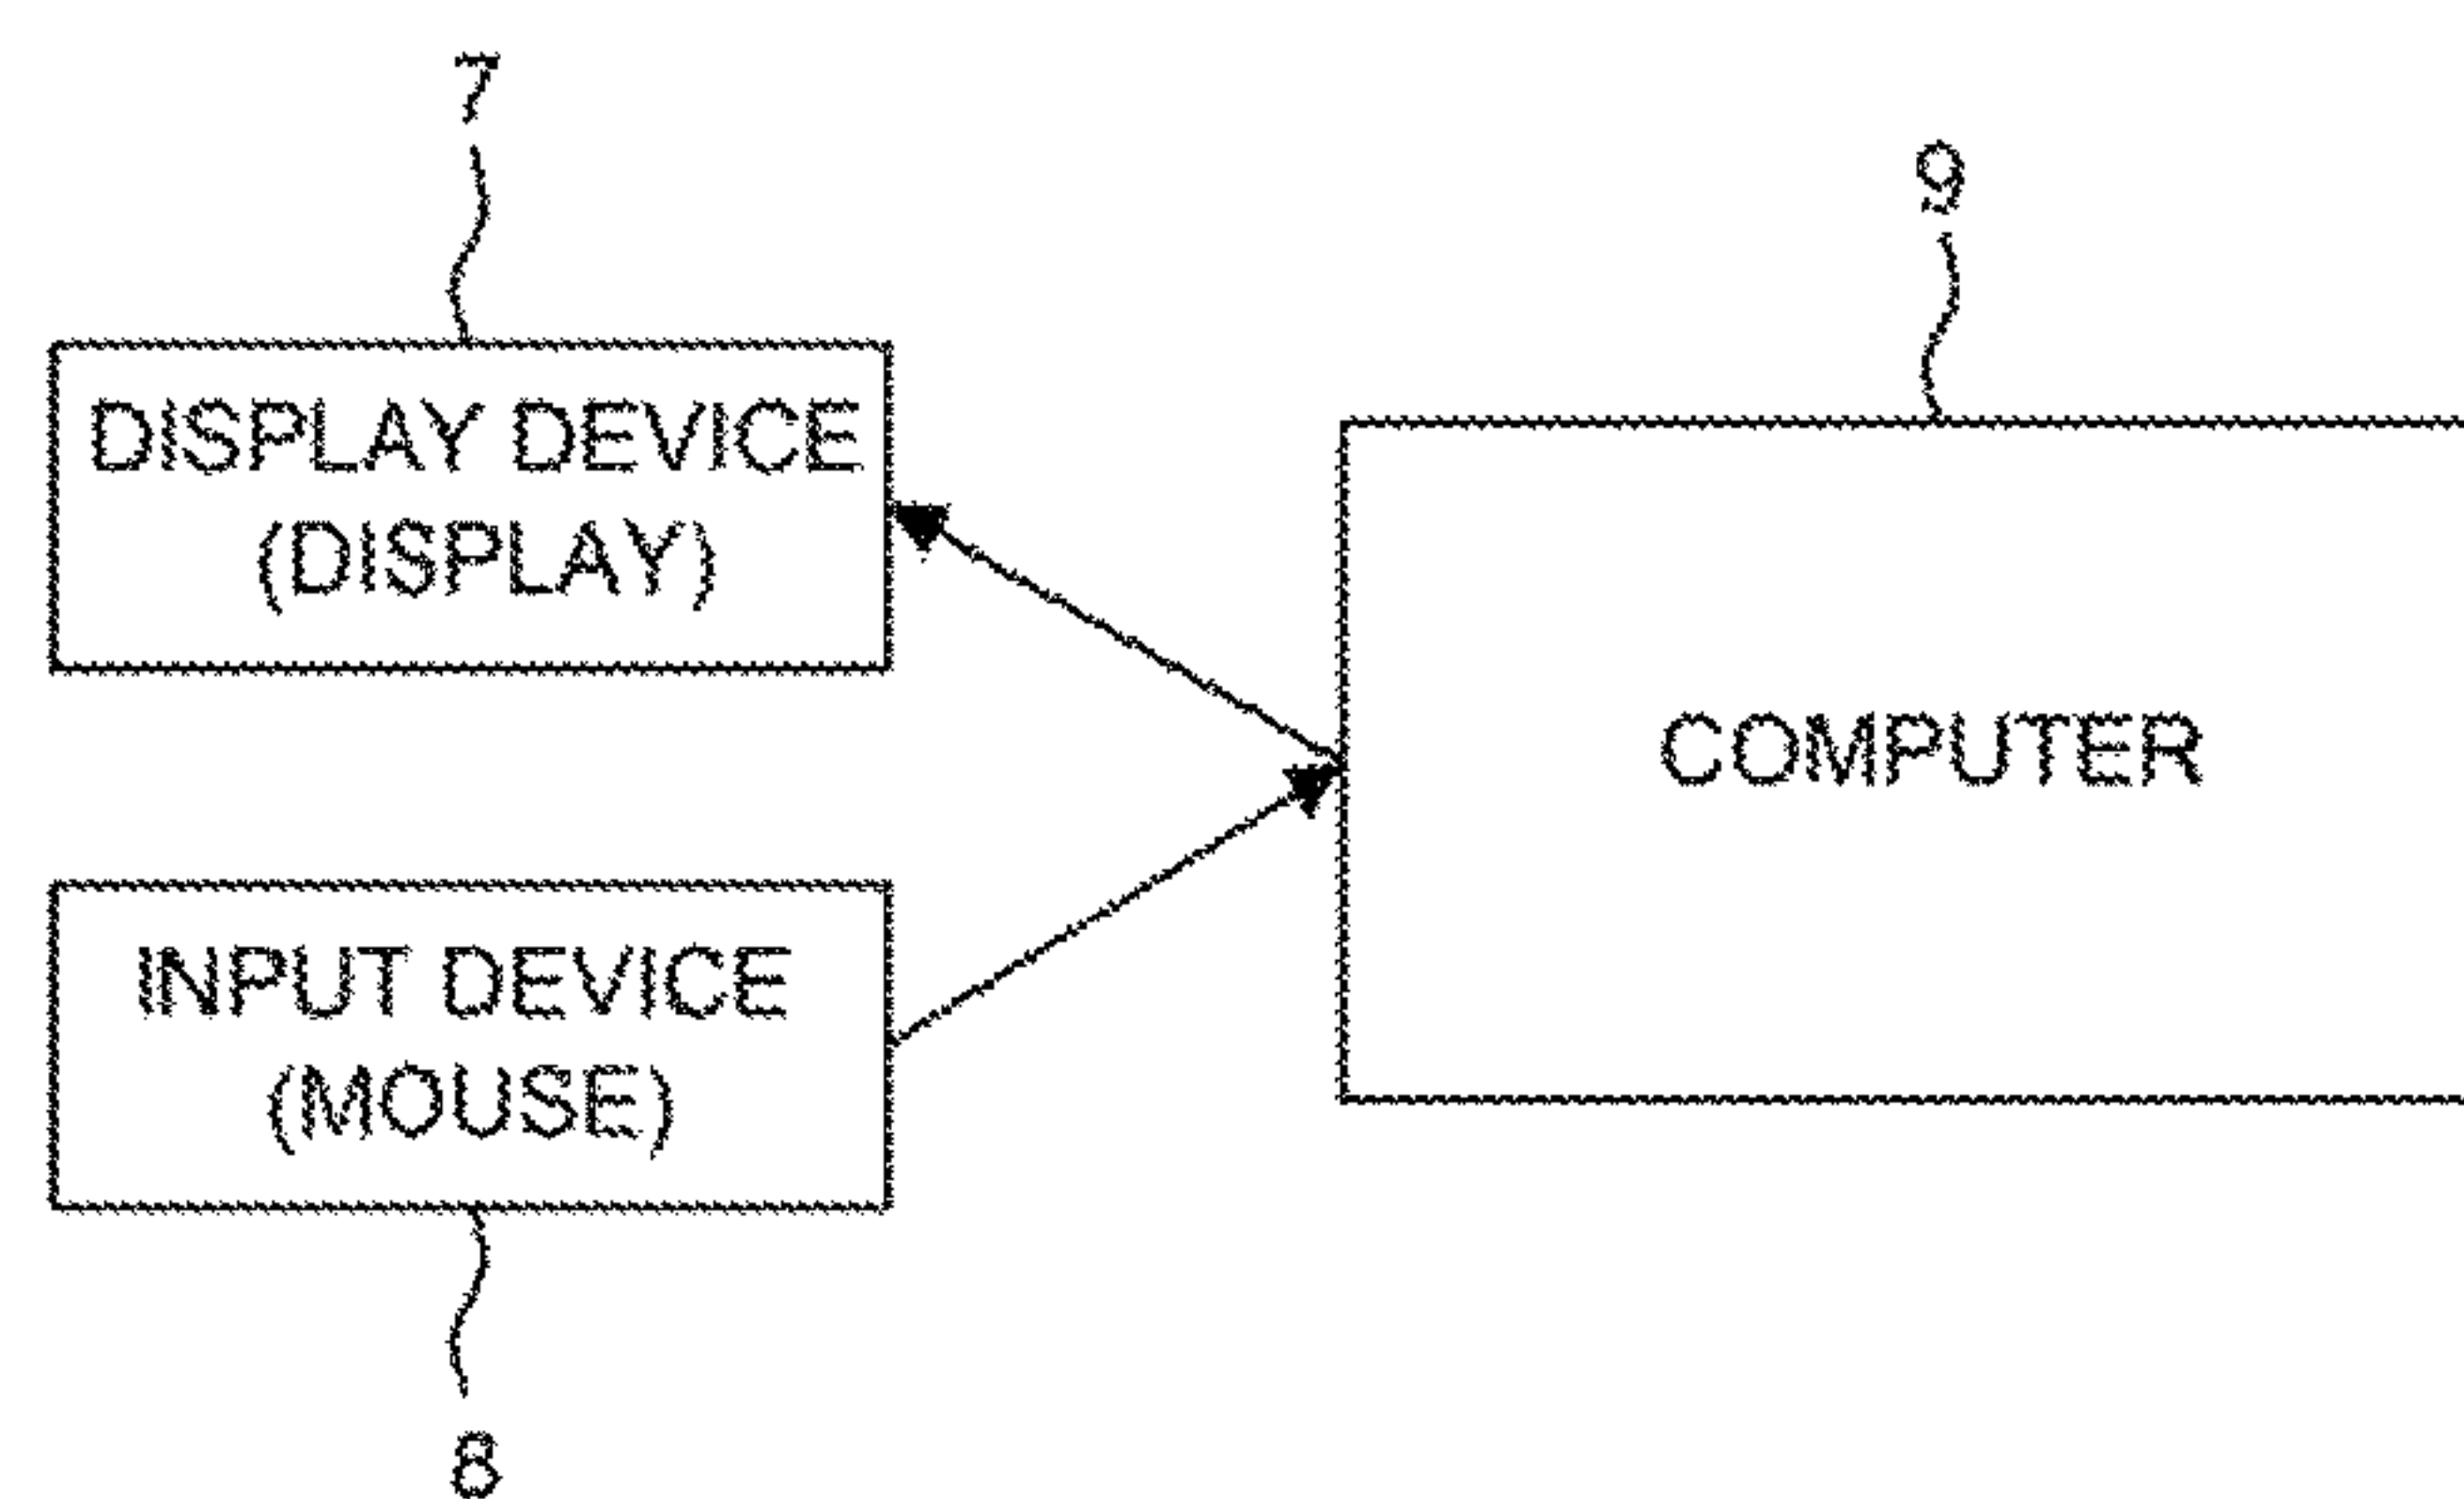 7
9
DISPLAY DEVICE
(DISPLAY)
COMPUTER
INPUT DEVICE
(MOUSE)
8